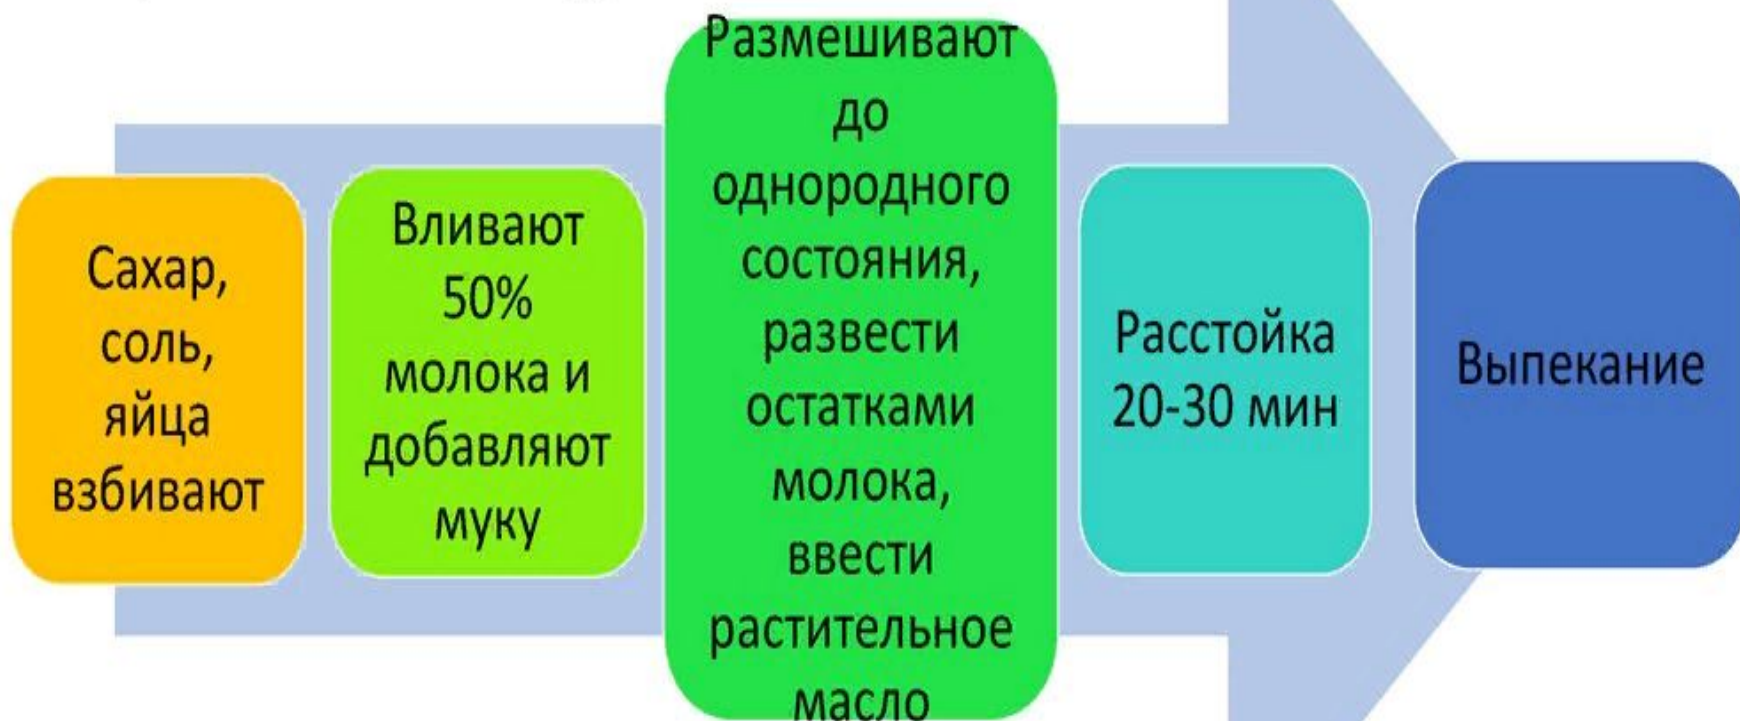 Сахар,
соль,
яйца
взбивают
Вливают
50%
молока и
добавляют
муку
Размешивают
до
однородного
состояния,
развести
остатками
молока,
ввести
растительное
масло
Расстойка
20-30 мин
Выпекание